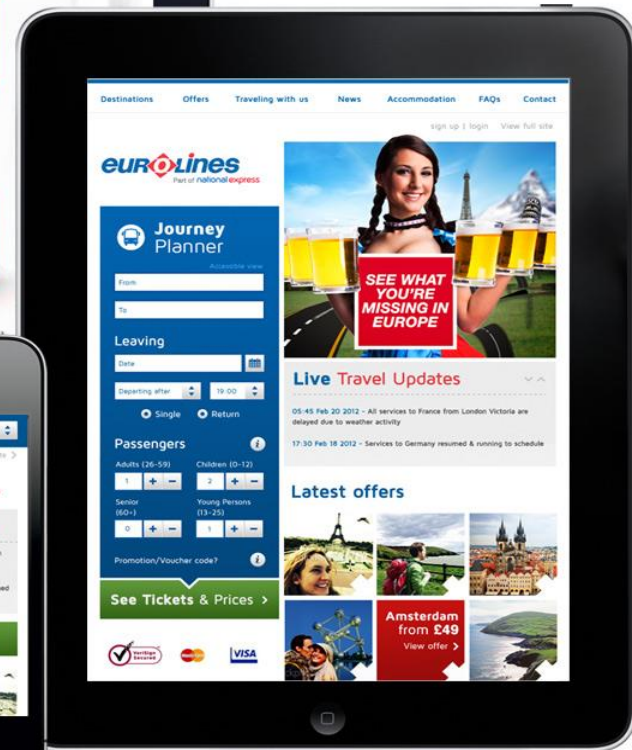 Destinations Offers Traveling with us News Accommodation FAQs Contact
sign up | login View full site
eurolines
Part of national express
Journey
Planner
Accessible view
From
To
Leaving
Date
Departing after 19:00
Single Return
Passengers
Adults (26-59) Children (0-12)
1 + - 2 + -
Senior
(60+)
Young Persons
(13-25)
0 + - 1 + -
Promotion/Voucher code?
See Tickets & Prices >
VeriSign
Secured
MasterCard
VISA
SEE WHAT
YOU'RE
MISSING IN
EUROPE
Live Travel Updates
05:45 Feb 20 2012 - All services to France from London Victoria are
delayed due to weather activity
17:30 Feb 18 2012 - Services to Germany resumed & running to schedule
Latest offers
Amsterdam
from £49
View offer >